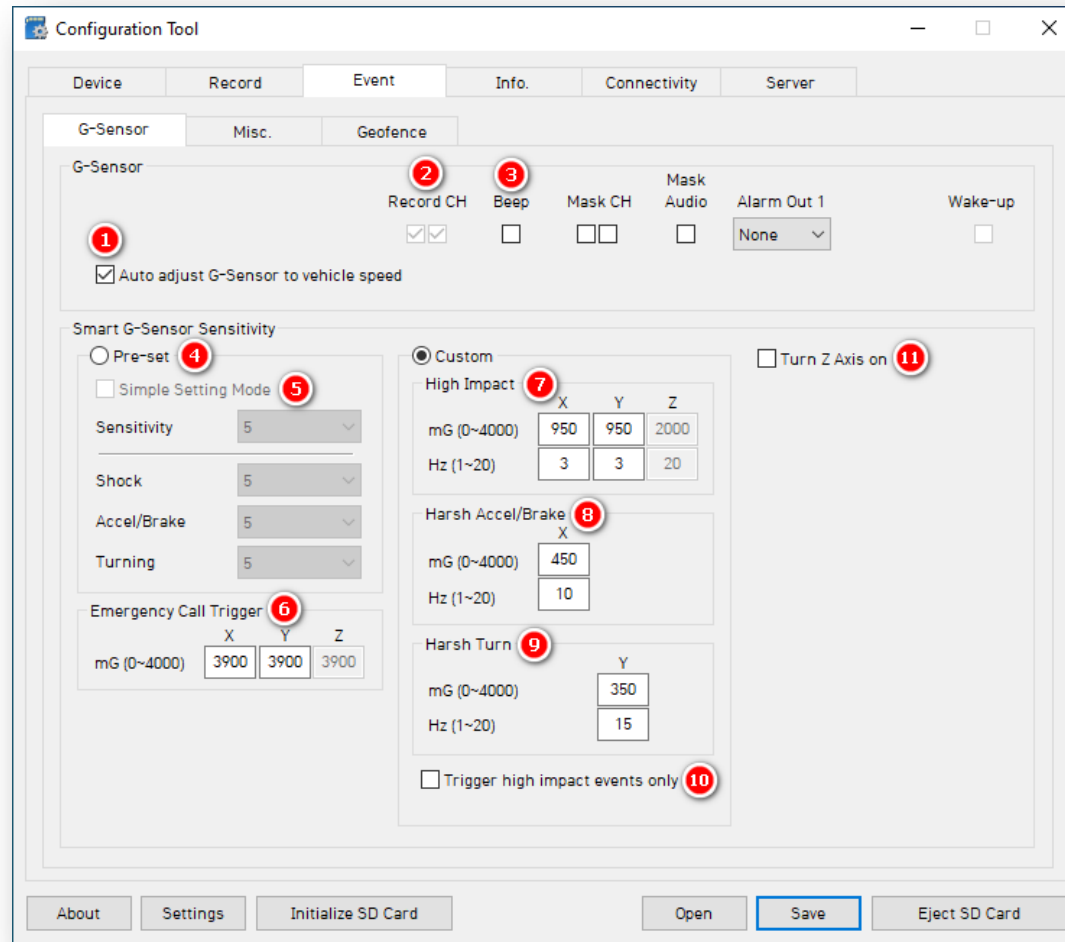 Configuration Tool
Device Record Event Info. Connectivity Server
G-Sensor Misc. Geofence
G-Sensor
2 3
Mask
Record CH Beep Mask CH Audio Alarm Out 1 Wake-up
None
1
Auto adjust G-Sensor to vehicle speed
Smart G-Sensor Sensitivity
Pre-set 4
Simple Setting Mode 5
Sensitivity 5
Shock 5
Accel/Brake 5
Turning 5
Emergency Call Trigger 6
X Y Z
mG (0~4000) 3900 3900 3900
Custom
High Impact 7
X Y Z
mG (0~4000) 950 950 2000
Hz (1~20) 3 3 20
Harsh Accel/Brake 8
X
mG (0~4000) 450
Hz (1~20) 10
Harsh Turn 9
Y
mG (0~4000) 350
Hz (1~20) 15
Trigger high impact events only 10
Turn Z Axis on 11
About Settings Initialize SD Card Open Save Eject SD Card